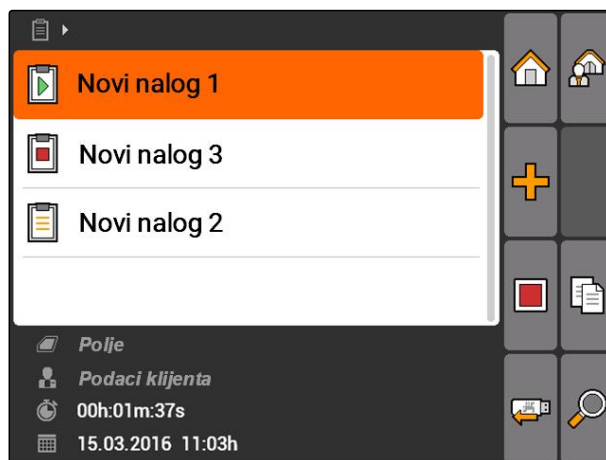 Novi nalog 1
Novi nalog 3
Novi nalog 2
Polje
Podaci klijenta
00h:01m:37s
15.03.2016 11:03h